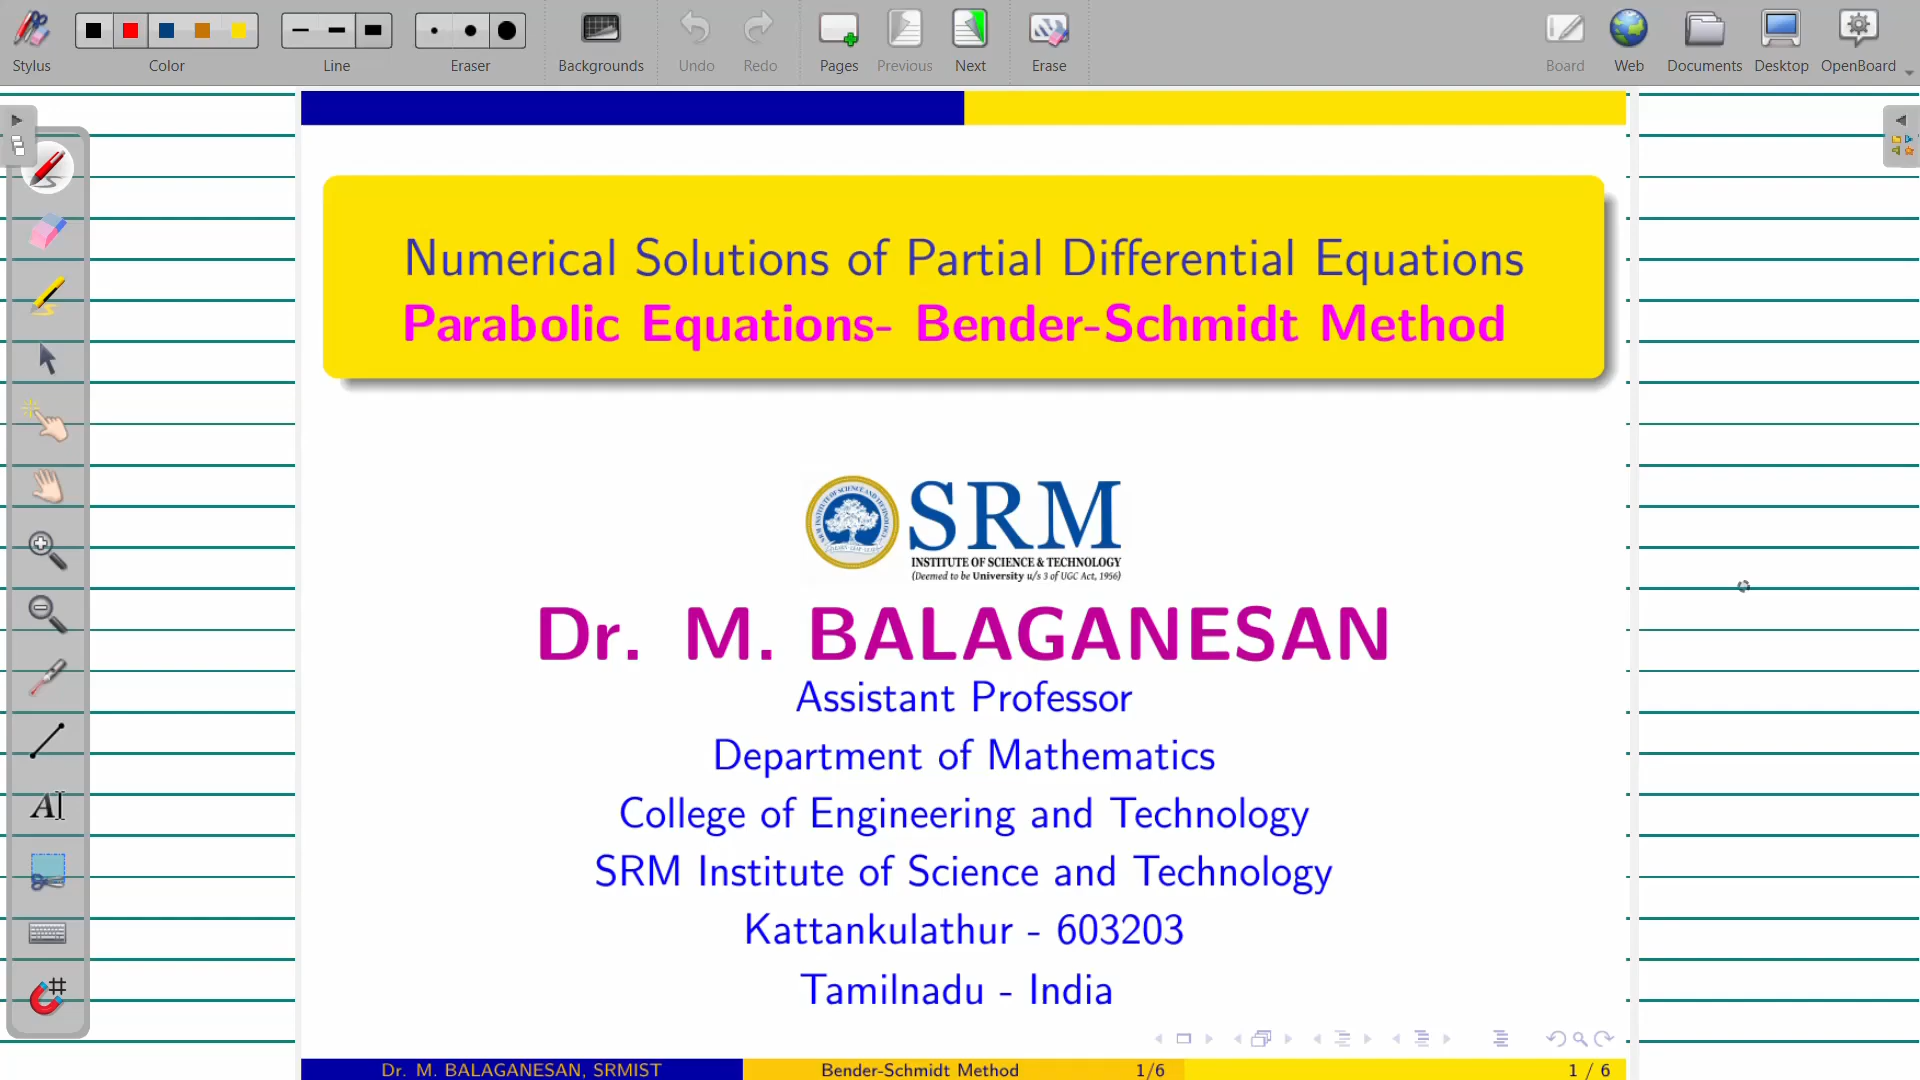 Stylus
Color
Line
Eraser
Backgrounds
Undo
Redo
Pages
Previous
Next
Erase
Board
Web
Documents
Desktop
OpenBoard
Numerical Solutions of Partial Differential Equations
Parabolic Equations- Bender-Schmidt Method
SRM
INSTITUTE OF SCIENCE & TECHNOLOGY
(Deemed to be University u/s 3 of UGC Act, 1956)
Dr. M. BALAGANESAN
Assistant Professor
Department of Mathematics
College of Engineering and Technology
SRM Institute of Science and Technology
Kattankulathur - 603203
Tamilnadu - India
Dr. M. BALAGANESAN, SRMIST Bender-Schmidt Method 1/6 1 / 6